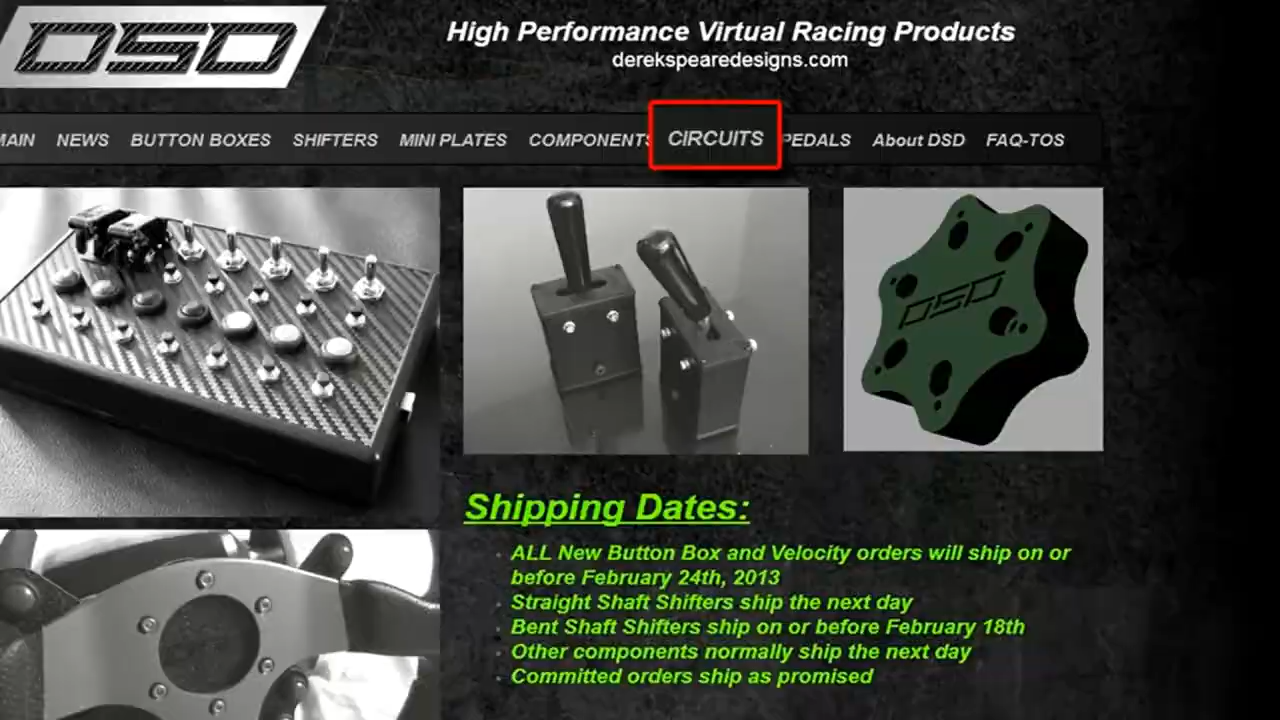 DSD
High Performance Virtual Racing Products
derekspearedesigns.com
MAIN NEWS BUTTON BOXES SHIFTERS MINI PLATES COMPONENTS CIRCUITS PEDALS About DSD FAQ-TOS
DSD
Shipping Dates:
ALL New Button Box and Velocity orders will ship on or
before February 24th, 2013
Straight Shaft Shifters ship the next day
Bent Shaft Shifters ship on or before February 18th
Other components normally ship the next day
Committed orders ship as promised